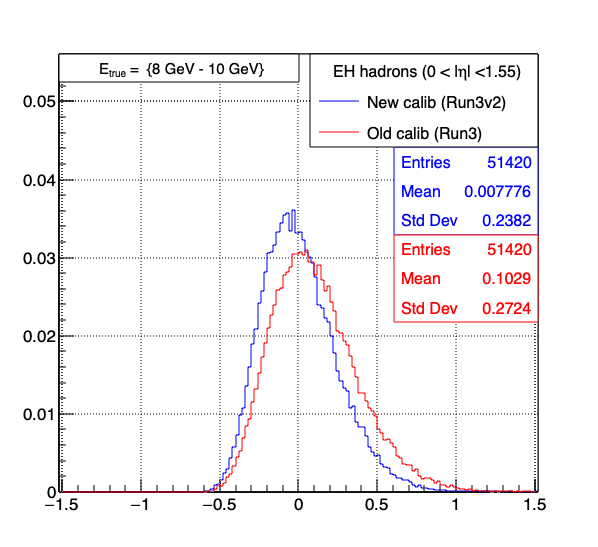 E_true = {8 GeV - 10 GeV}
EH hadrons (0 < |η| <1.55)
New calib (Run3v2)
Old calib (Run3)
Entries 51420
Mean 0.007776
Std Dev 0.2382
Entries 51420
Mean 0.1029
Std Dev 0.2724
0.05
0.04
0.03
0.02
0.01
0
−1.5 −1 −0.5 0 0.5 1 1.5